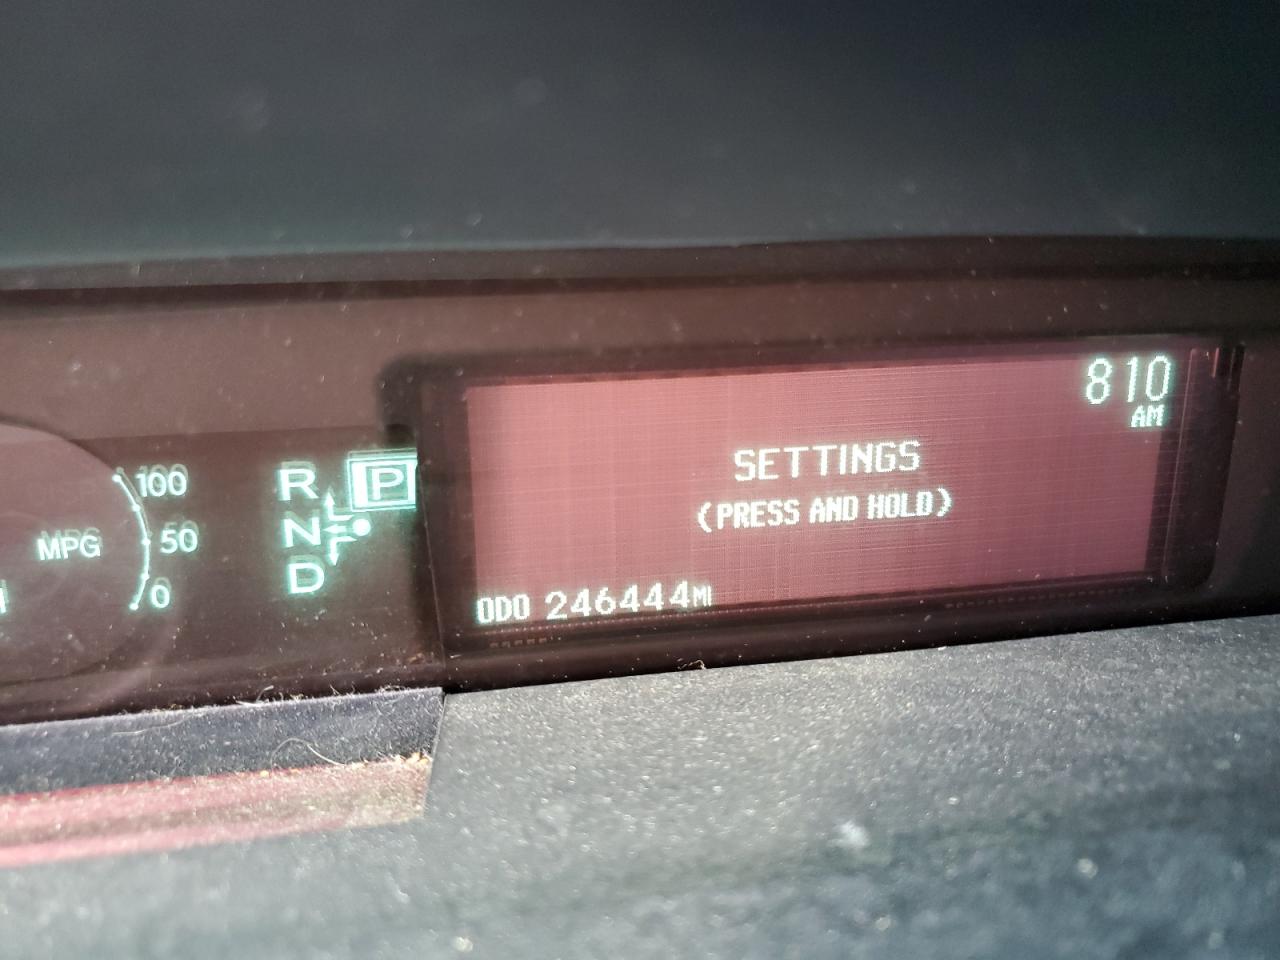 810
AM
SETTINGS
(PRESS AND HOLD)
ODO 246444MI
100
MPG
50
0
R
P
N
D